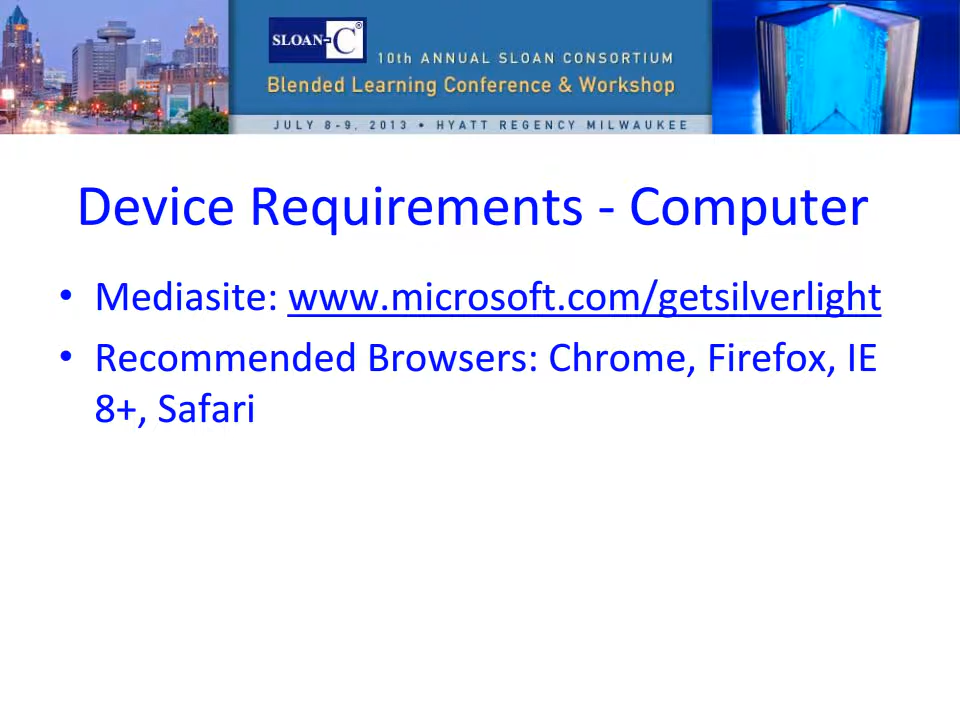 SLOAN-C®
10th ANNUAL SLOAN CONSORTIUM
Blended Learning Conference & Workshop
JULY 8-9, 2013 • HYATT REGENCY MILWAUKEE
Device Requirements - Computer
• Mediasite: www.microsoft.com/getsilverlight
• Recommended Browsers: Chrome, Firefox, IE
8+, Safari